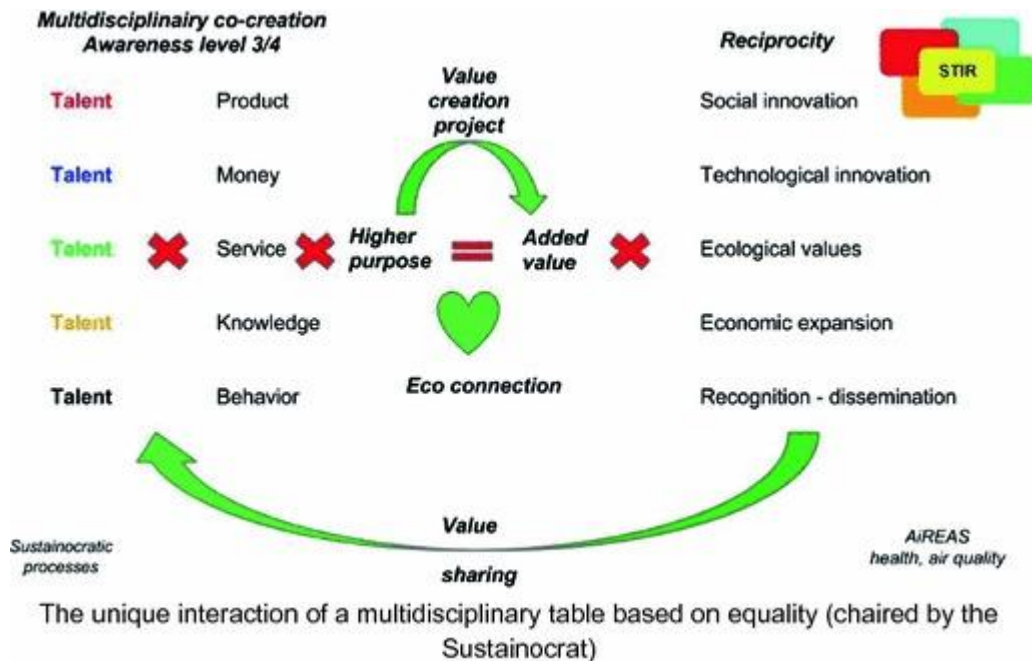 Multidisciplinairy co-creation
Awareness level 3/4
Reciprocity
STIR
Value
creation
project
Talent Product Social innovation
Talent Money Technological innovation
Talent Service Higher purpose = Added value Ecological values
Talent Knowledge Economic expansion
Eco connection
Talent Behavior Recognition - dissemination
Value
sharing
Sustainocratic
processes
AiREAS
health, air quality
The unique interaction of a multidisciplinary table based on equality (chaired by the
Sustainocrat)